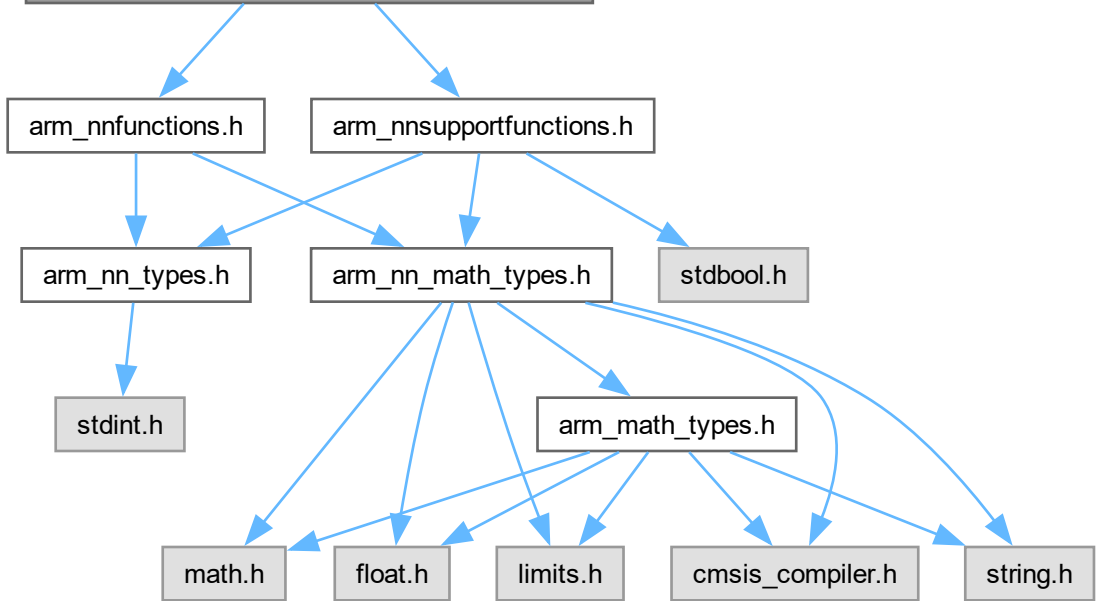 arm_nnfunctions.h
arm_nnsupportfunctions.h
arm_nn_types.h
arm_nn_math_types.h
stdbool.h
stdint.h
arm_math_types.h
math.h
float.h
limits.h
cmsis_compiler.h
string.h